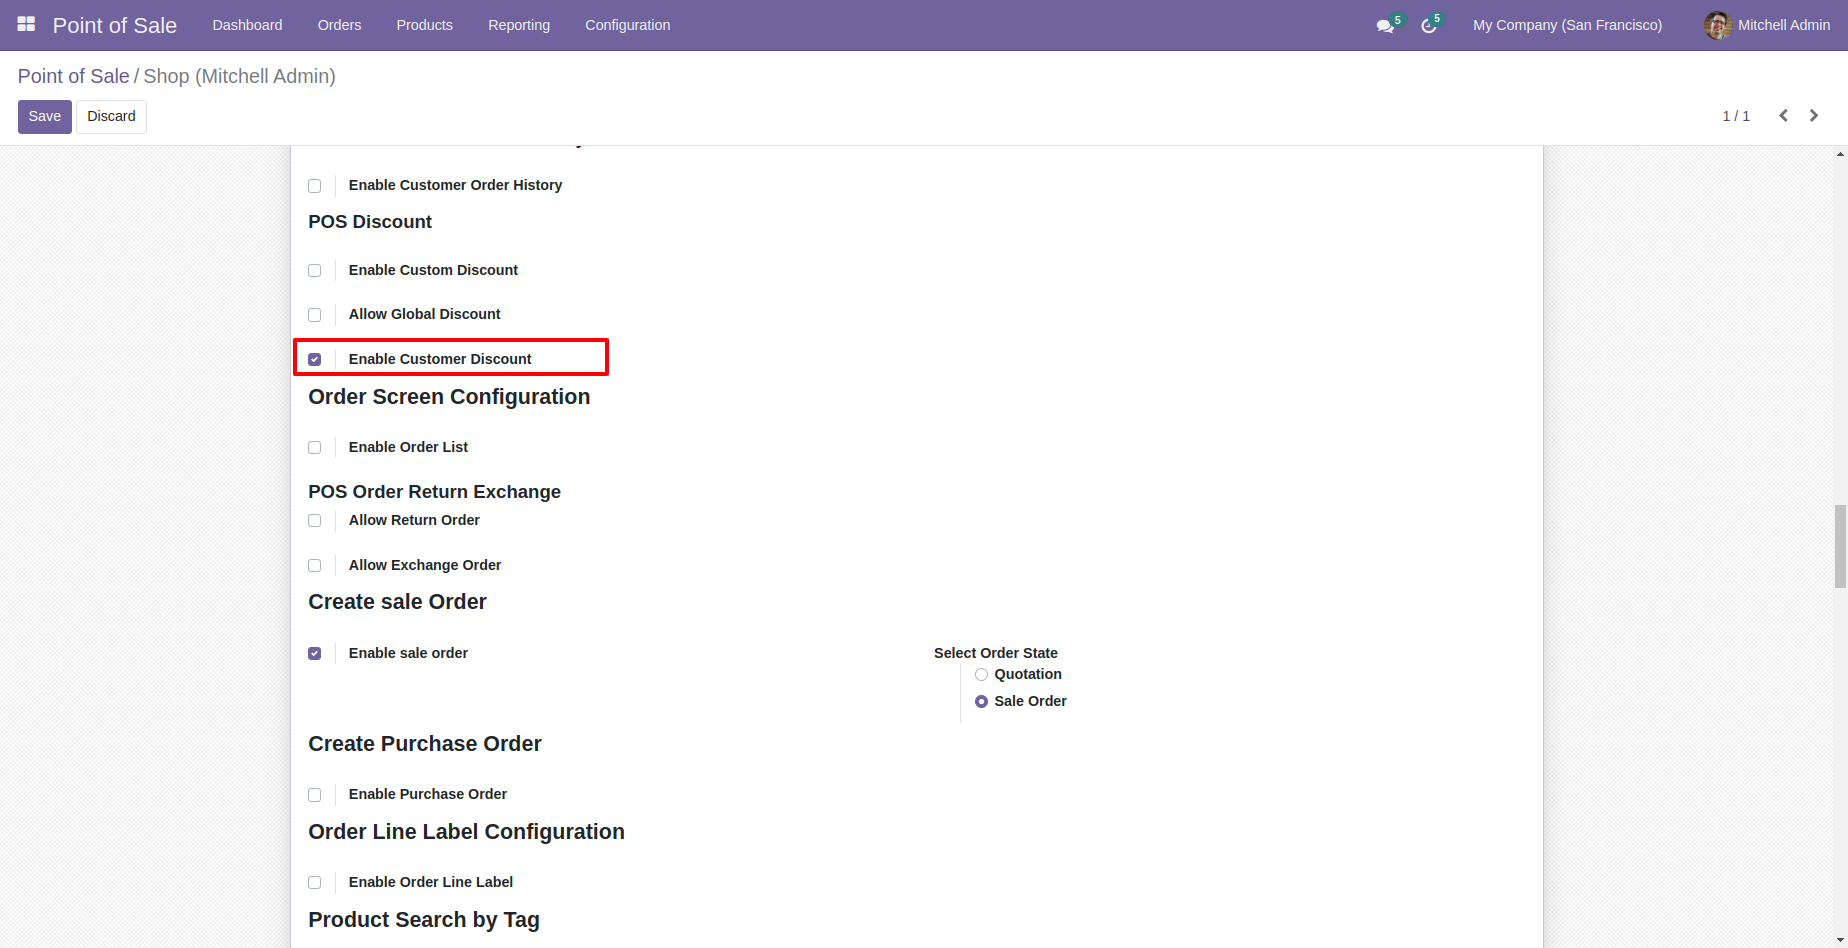 Point of Sale Dashboard Orders Products Reporting Configuration 5 5 My Company (San Francisco) Mitchell Admin
Point of Sale / Shop (Mitchell Admin)
Save Discard 1 / 1
Enable Customer Order History
POS Discount
Enable Custom Discount
Allow Global Discount
Enable Customer Discount
Order Screen Configuration
Enable Order List
POS Order Return Exchange
Allow Return Order
Allow Exchange Order
Create sale Order
Enable sale order Select Order State
Quotation
Sale Order
Create Purchase Order
Enable Purchase Order
Order Line Label Configuration
Enable Order Line Label
Product Search by Tag